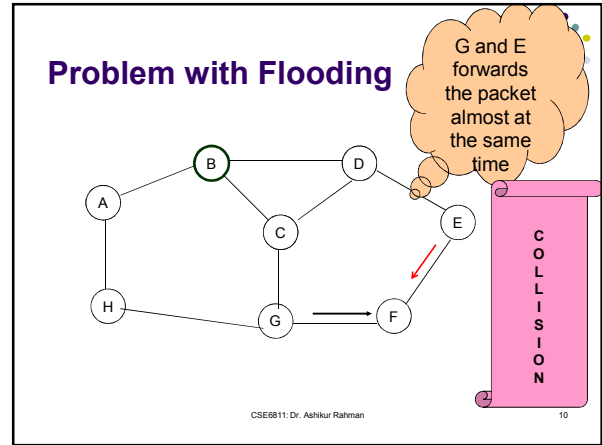 Problem with Flooding
G and E
forwards
the packet
almost at
the same
time
B
D
A
E
C
H
G
F
C
O
L
L
I
S
I
O
N
CSE6811: Dr. Ashikur Rahman
10